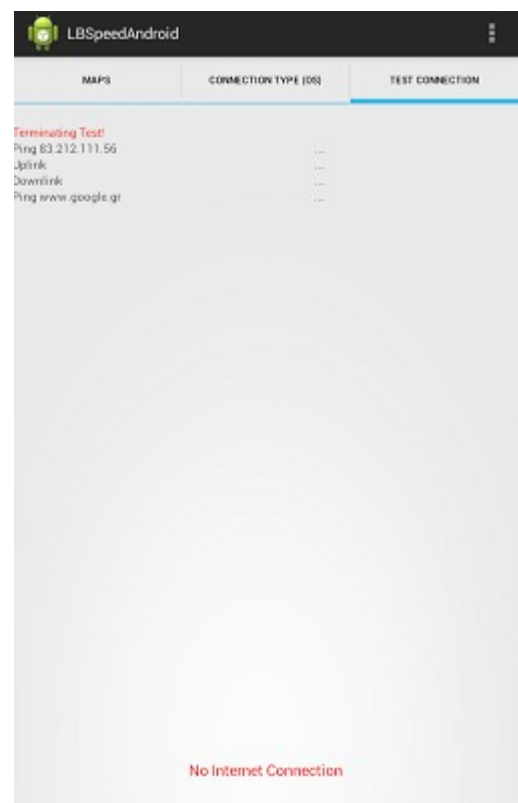 LBSpeedAndroid
MAPS CONNECTION TYPE (OS) TEST CONNECTION
Terminating Test!
Ping 83.212.111.56 ...
Uplink ...
Downlink ...
Ping www.google.gr ...
No Internet Connection